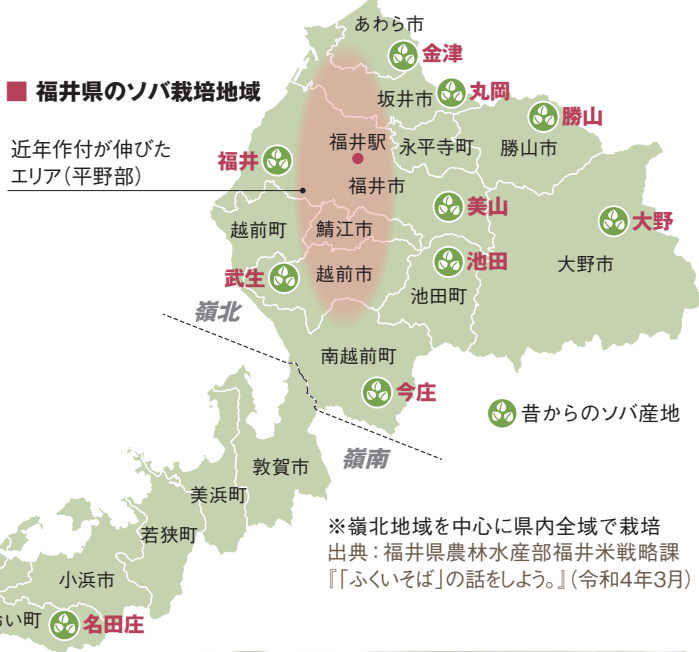 あわら市
金津
■ 福井県のソバ栽培地域
坂井市
丸岡
勝山
近年作付が伸びた
エリア（平野部）
福井駅
永平寺町
勝山市
福井
福井市
美山
大野
越前町
鯖江市
池田
大野市
武生
越前市
池田町
嶺北
南越前町
今庄
昔からのソバ産地
嶺南
敦賀市
美浜町
若狭町
※嶺北地域を中心に県内全域で栽培
出典：福井県農林水産部福井米戦略課
『「ふくいそば」の話をしよう。』（令和4年3月）
小浜市
おい町
名田庄